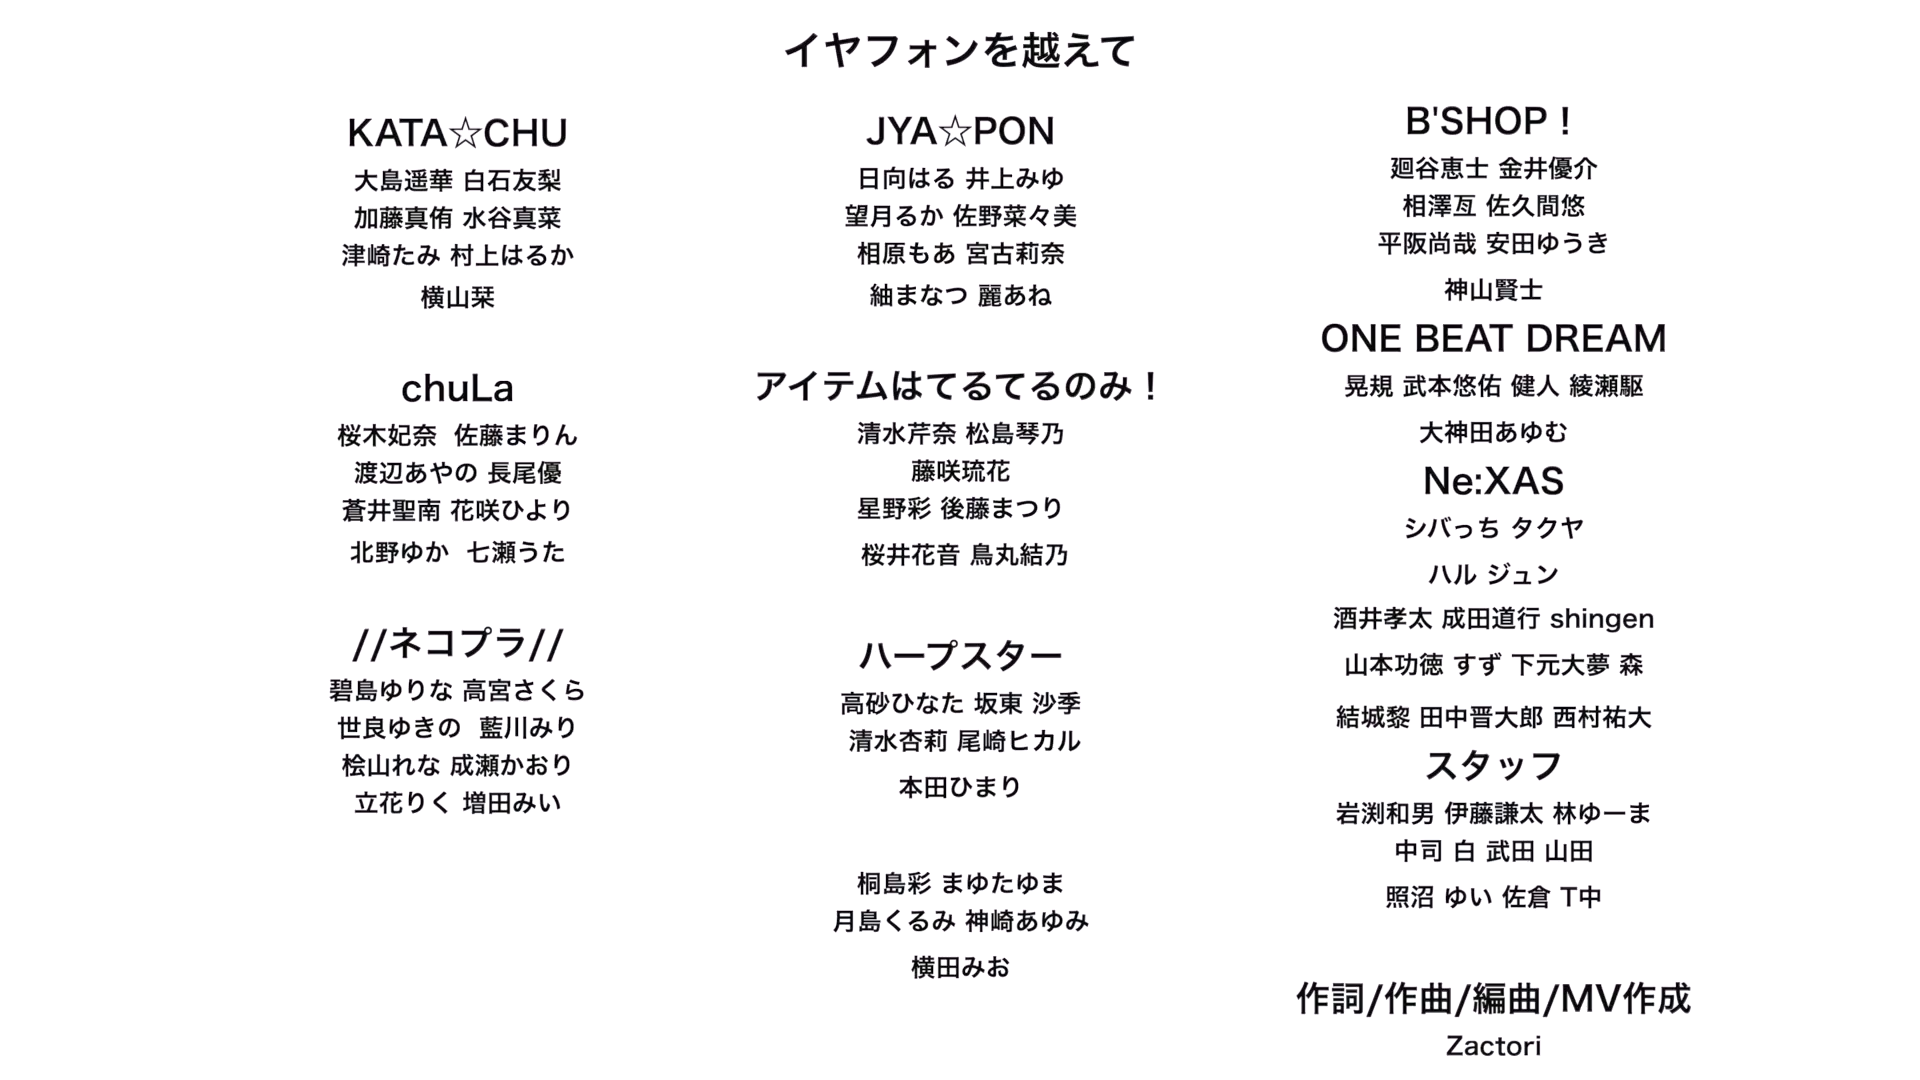 イヤフォンを越えて
KATA☆CHU
大島遥華 白石友梨
加藤真侑 水谷真菜
津崎たみ 村上はるか
横山栞
chuLa
桜木妃奈 佐藤まりん
渡辺あやの 長尾優
蒼井聖南 花咲ひより
北野ゆか 七瀬うた
//ネコプラ//
碧島ゆりな 高宮さくら
世良ゆきの 藍川みり
桧山れな 成瀬かおり
立花りく 増田みい
JYA☆PON
日向はる 井上みゆ
望月るか 佐野菜々美
相原もあ 宮古莉奈
紬まなつ 麗あね
アイテムはてるてるのみ！
清水芹奈 松島琴乃
藤咲琉花
星野彩 後藤まつり
桜井花音 鳥丸結乃
ハープスター
高砂ひなた 坂東 沙季
清水杏莉 尾崎ヒカル
本田ひまり
桐島彩 まゆたゆま
月島くるみ 神崎あゆみ
横田みお
B'SHOP！
廻谷恵士 金井優介
相澤亙 佐久間悠
平阪尚哉 安田ゆうき
神山賢士
ONE BEAT DREAM
晃規 武本悠佑 健人 綾瀬駆
大神田あゆむ
Ne:XAS
シバっち タクヤ
ハル ジュン
酒井孝太 成田道行 shingen
山本功徳 すず 下元大夢 森
結城黎 田中晋大郎 西村祐大
スタッフ
岩渕和男 伊藤謙太 林ゆーま
中司 白 武田 山田
照沼 ゆい 佐倉 T中
作詞/作曲/編曲/MV作成
Zactori